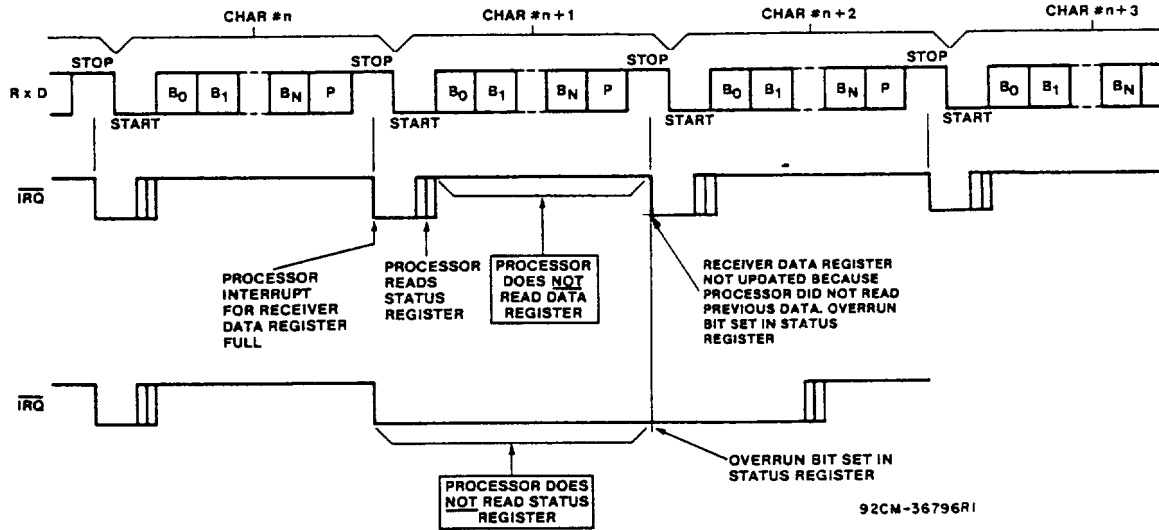 CHAR #n
CHAR #n+1
CHAR #n+2
CHAR #n+3
STOP
STOP
STOP
STOP
R x D
B0
B1
BN
P
B0
B1
BN
P
B0
B1
BN
P
B0
B1
BN
START
START
START
START
IRQ
PROCESSOR
INTERRUPT
FOR RECEIVER
DATA REGISTER
FULL
PROCESSOR
READS
STATUS
REGISTER
PROCESSOR
DOES NOT
READ DATA
REGISTER
RECEIVER DATA REGISTER
NOT UPDATED BECAUSE
PROCESSOR DID NOT READ
PREVIOUS DATA. OVERRUN
BIT SET IN STATUS
REGISTER
IRQ
OVERRUN BIT SET IN
STATUS REGISTER
PROCESSOR DOES
NOT READ STATUS
REGISTER
92CM-36796R1